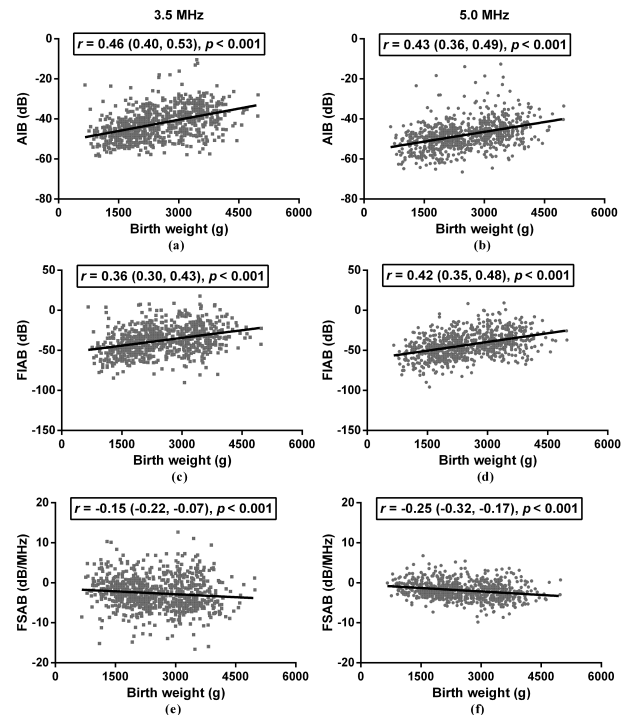 3.5 MHz
5.0 MHz
r = 0.46 (0.40, 0.53), p < 0.001
0
-20
-40
-60
-80
AIB (dB)
0
1500
3000
4500
6000
Birth weight (g)
(a)
r = 0.43 (0.36, 0.49), p < 0.001
0
-20
-40
-60
-80
AIB (dB)
0
1500
3000
4500
6000
Birth weight (g)
(b)
r = 0.36 (0.30, 0.43), p < 0.001
50
0
-50
-100
-150
FIAB (dB)
0
1500
3000
4500
6000
Birth weight (g)
(c)
r = 0.42 (0.35, 0.48), p < 0.001
50
0
-50
-100
-150
FIAB (dB)
0
1500
3000
4500
6000
Birth weight (g)
(d)
r = -0.15 (-0.22, -0.07), p < 0.001
20
10
0
-10
-20
FSAB (dB/MHz)
0
1500
3000
4500
6000
Birth weight (g)
(e)
r = -0.25 (-0.32, -0.17), p < 0.001
20
10
0
-10
-20
FSAB (dB/MHz)
0
1500
3000
4500
6000
Birth weight (g)
(f)